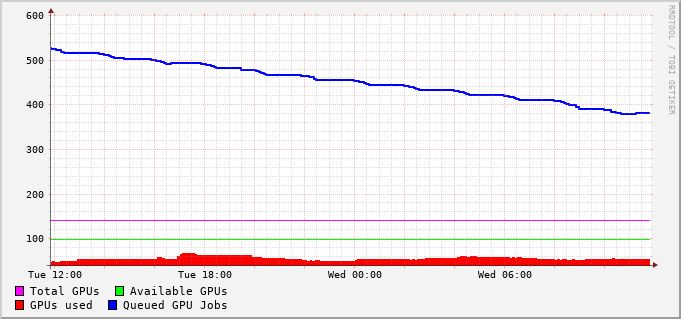 600
500
400
300
200
100
Tue 12:00 Tue 18:00 Wed 00:00 Wed 06:00
Total GPUs Available GPUs
GPUs used Queued GPU Jobs
RRDTOOL / TOBI OETIKER